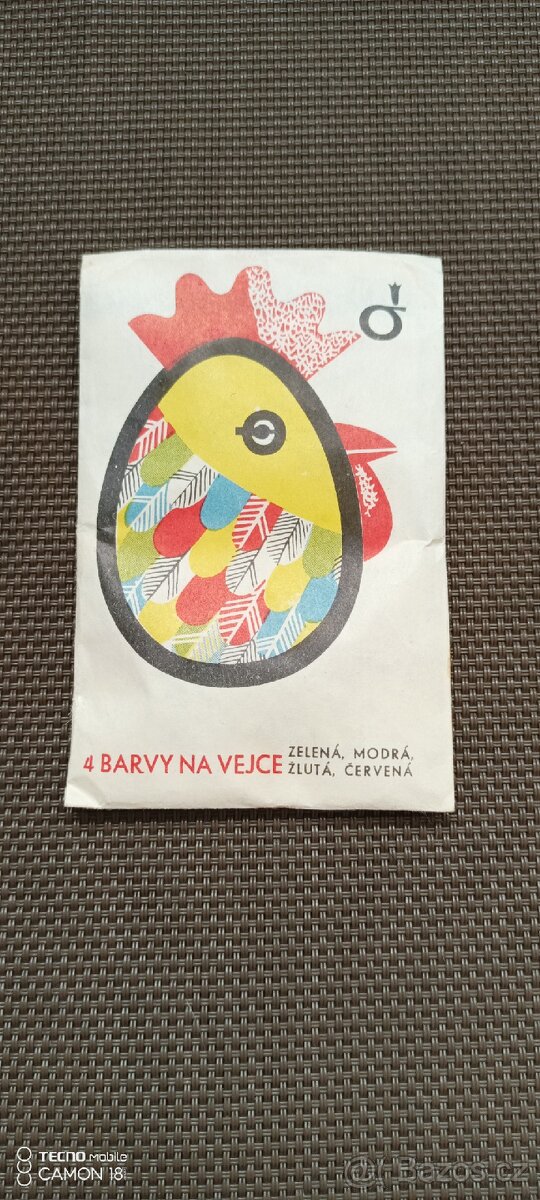 4 BARVY NA VEJCE ZELENÁ, MODRÁ,
ŽLUTÁ, ČERVENÁ
TECNO mobile
CAMON 18
Bazos.cz